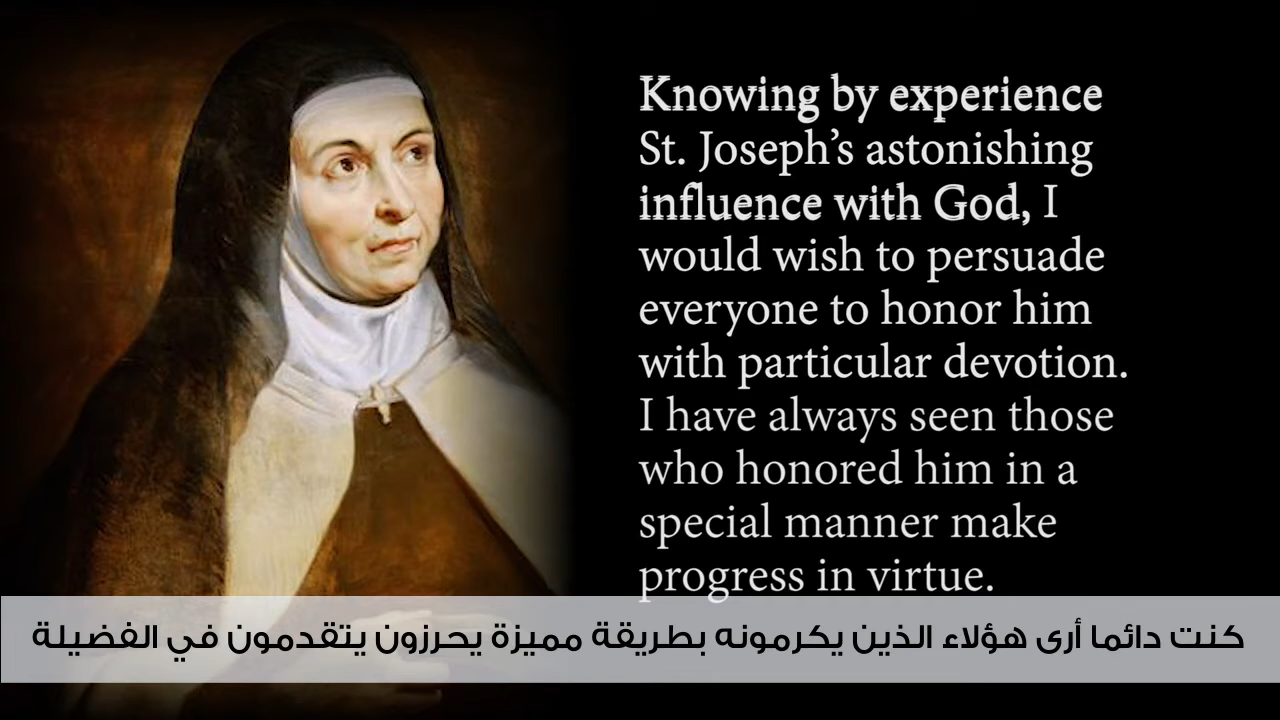 Knowing by experience
St. Joseph’s astonishing
influence with God, I
would wish to persuade
everyone to honor him
with particular devotion.
I have always seen those
who honored him in a
special manner make
progress in virtue.
كنت دائما أرى هؤلاء الذين يكرمونه بطريقة مميزة يحرزون يتقدمون في الفضيلة